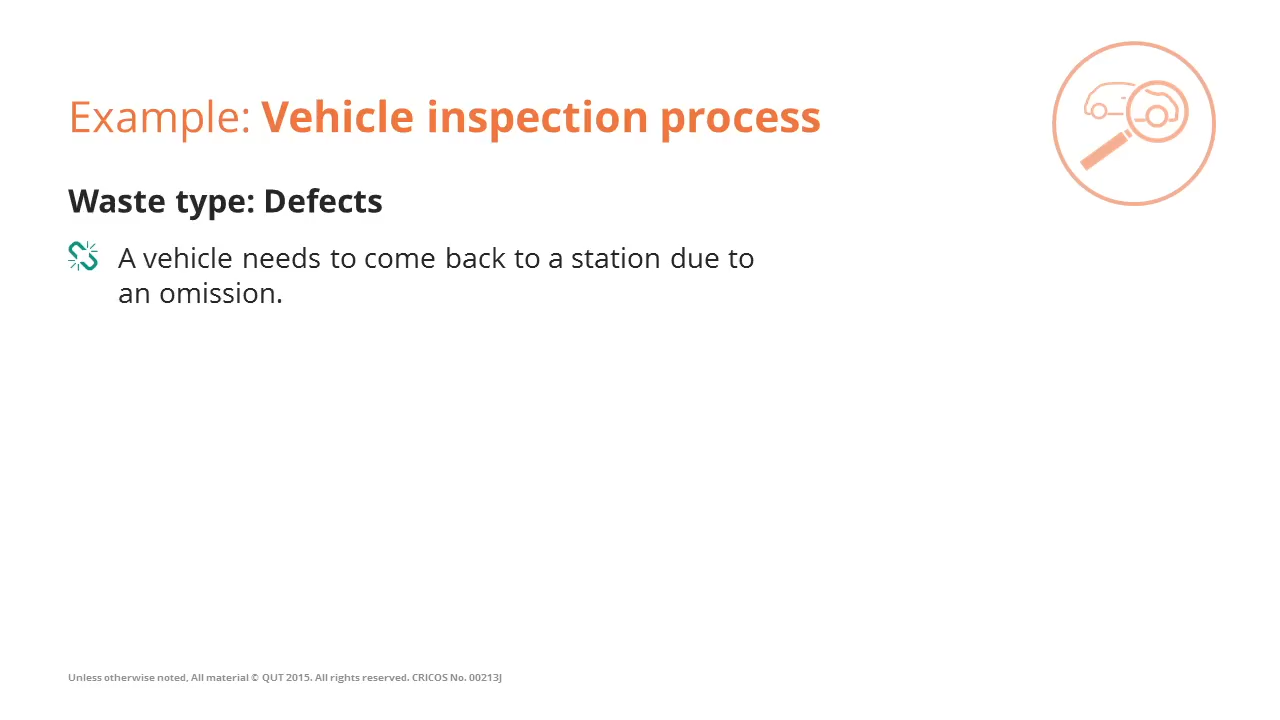 Example: Vehicle inspection process
Waste type: Defects
A vehicle needs to come back to a station due to
an omission.
Unless otherwise noted, All material © QUT 2015. All rights reserved. CRICOS No. 00213J